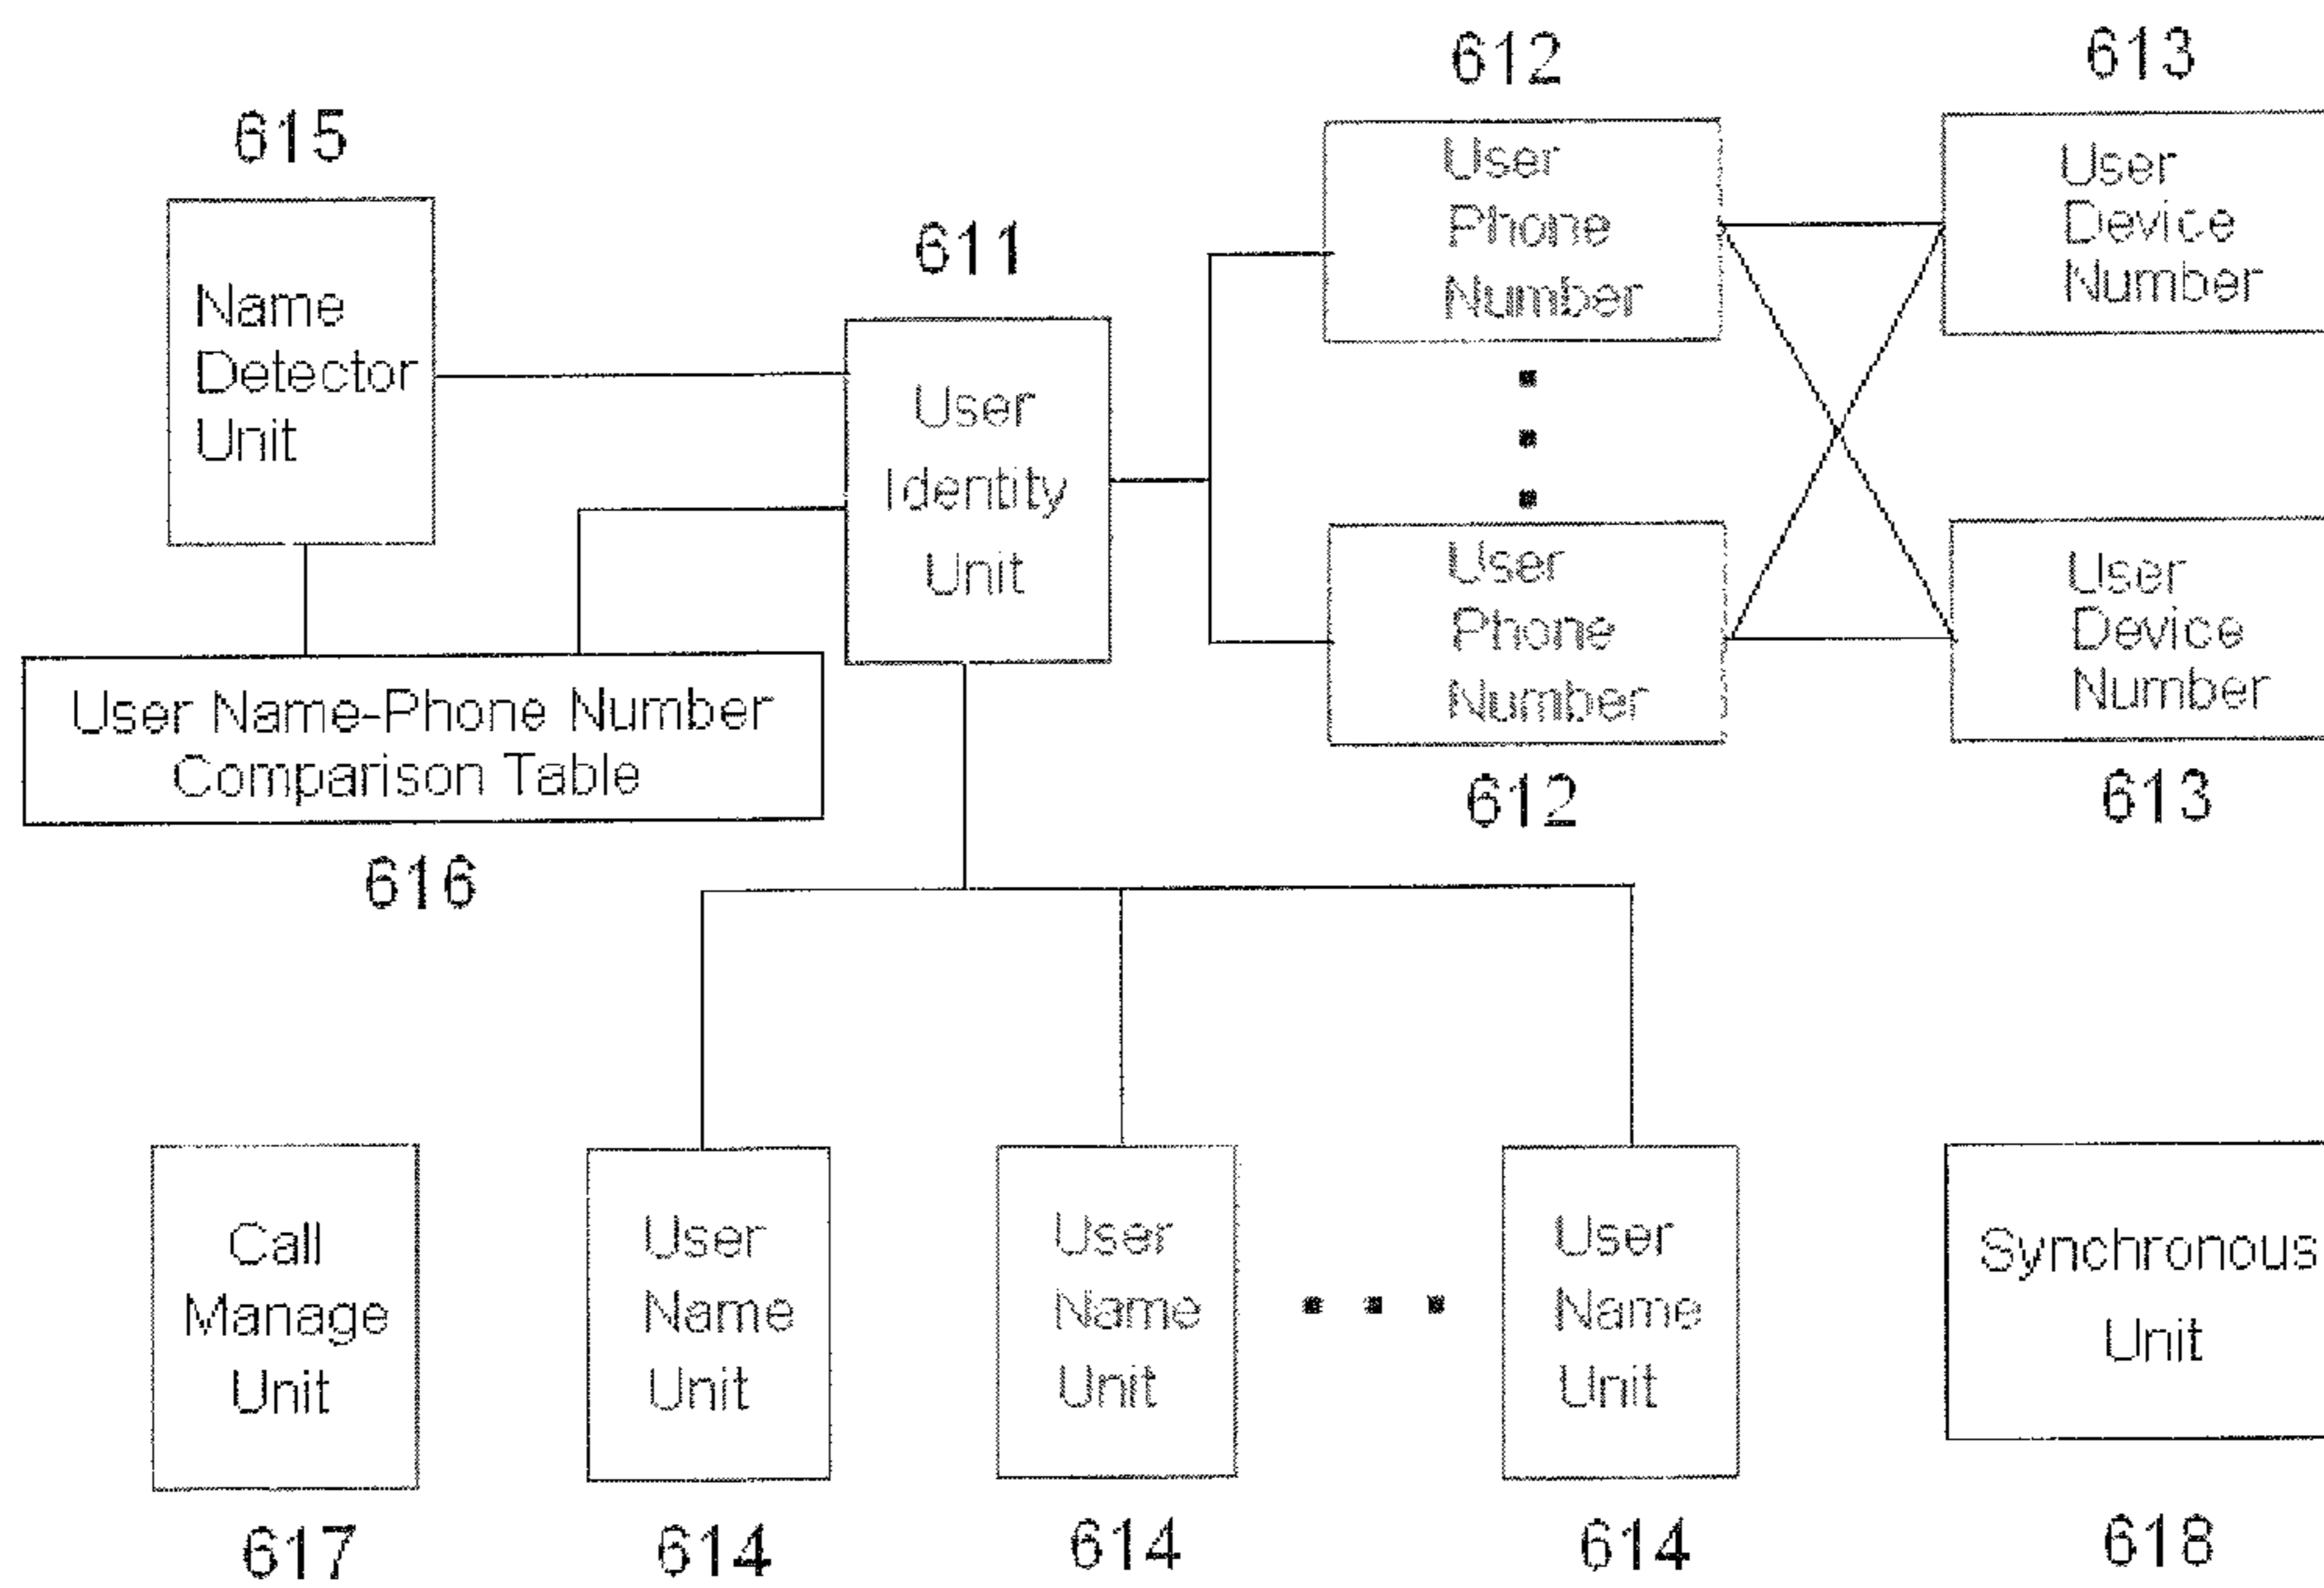 612
613
615
User
Phone
Number
User
Device
Number
611
Name
Detector
Unit
User
Identity
Unit
User
Phone
Number
User
Device
Number
User Name-Phone Number
Comparison Table
612
613
616
Call
Manage
Unit
User
Name
Unit
User
Name
Unit
User
Name
Unit
Synchronous
Unit
617
614
614
614
618